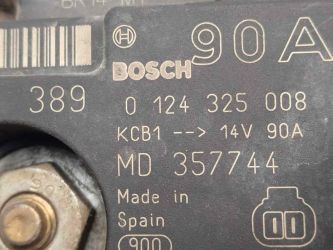 90A
BOSCH
389 0 124 325 008
KCB1 --> 14V 90A
MD 357744
Made in
Spain
900